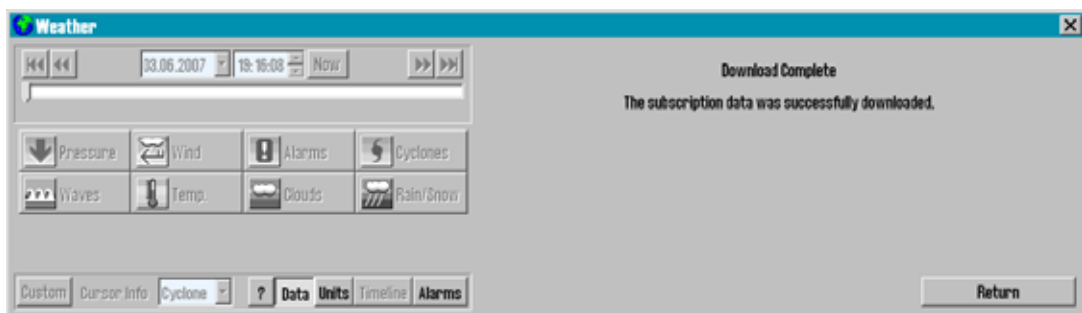 Weather
03.06.2007 19:16:08 Now
Download Complete
The subscription data was successfully downloaded.
Pressure Wind Alarms Cyclones
Waves Temp. Clouds Rain/Snow
Custom Cursor Info Cyclone ? Data Units Timeline Alarms
Return